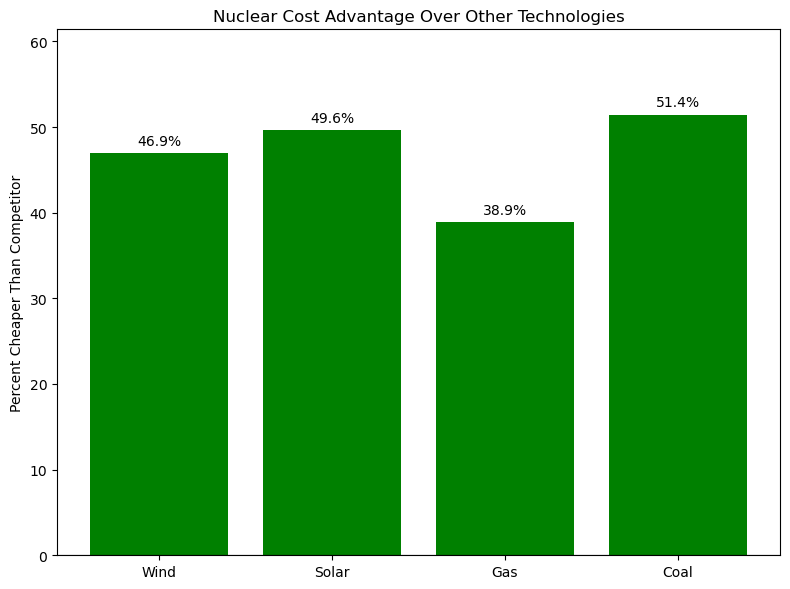 Nuclear Cost Advantage Over Other Technologies
Percent Cheaper Than Competitor
60
50
40
30
20
10
0
46.9%
49.6%
38.9%
51.4%
Wind
Solar
Gas
Coal